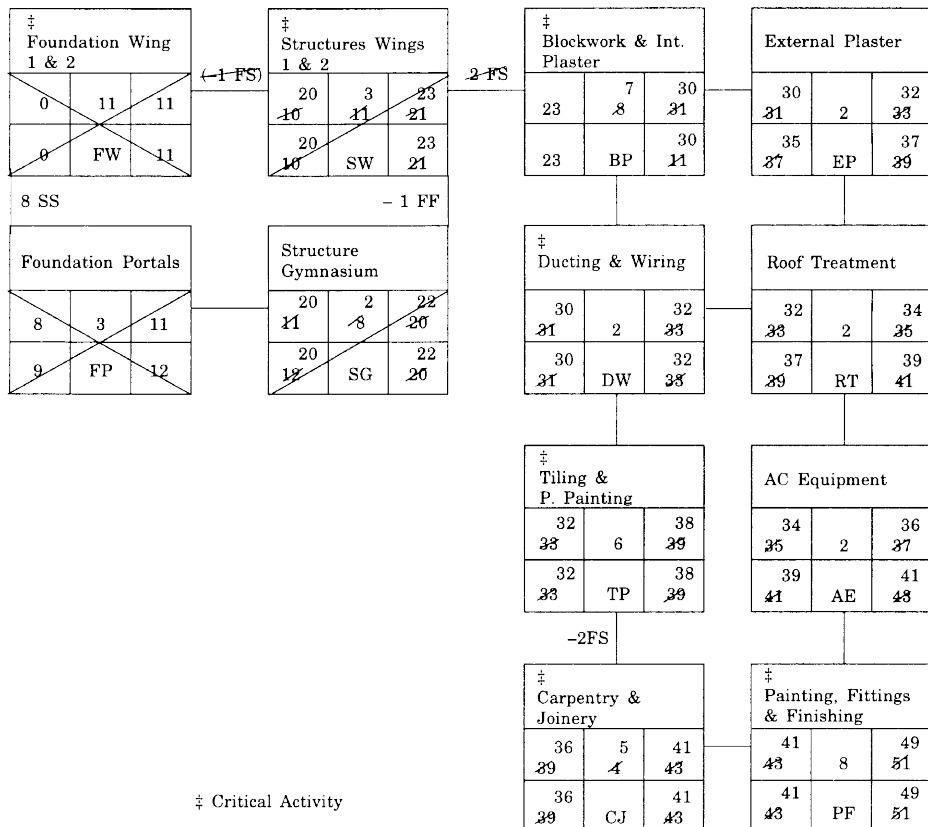 ‡
Foundation Wing
1 & 2
0 11 11
0 FW 11
(-1 FS)
‡
Structures Wings
1 & 2
20 3 23
10 11 21
20 23
10 SW 21
2 FS
‡
Blockwork & Int.
Plaster
7 30
23 8 31
30
23 BP 11
External Plaster
30 32
31 2 33
35 37
37 EP 39
8 SS
- 1 FF
Foundation Portals
8 3 11
9 FP 12
Structure
Gymnasium
20 2 22
11 8 20
20 22
12 SG 20
‡
Ducting & Wiring
30 32
31 2 33
30 32
31 DW 33
Roof Treatment
32 34
33 2 35
37 39
39 RT 41
‡
Tiling &
P. Painting
32 38
33 6 39
32 38
33 TP 39
AC Equipment
34 36
35 2 37
39 41
41 AE 43
-2FS
‡
Carpentry &
Joinery
36 5 41
39 4 43
36 41
39 CJ 43
‡
Painting, Fittings
& Finishing
41 49
43 8 51
41 49
43 PF 51
‡ Critical Activity